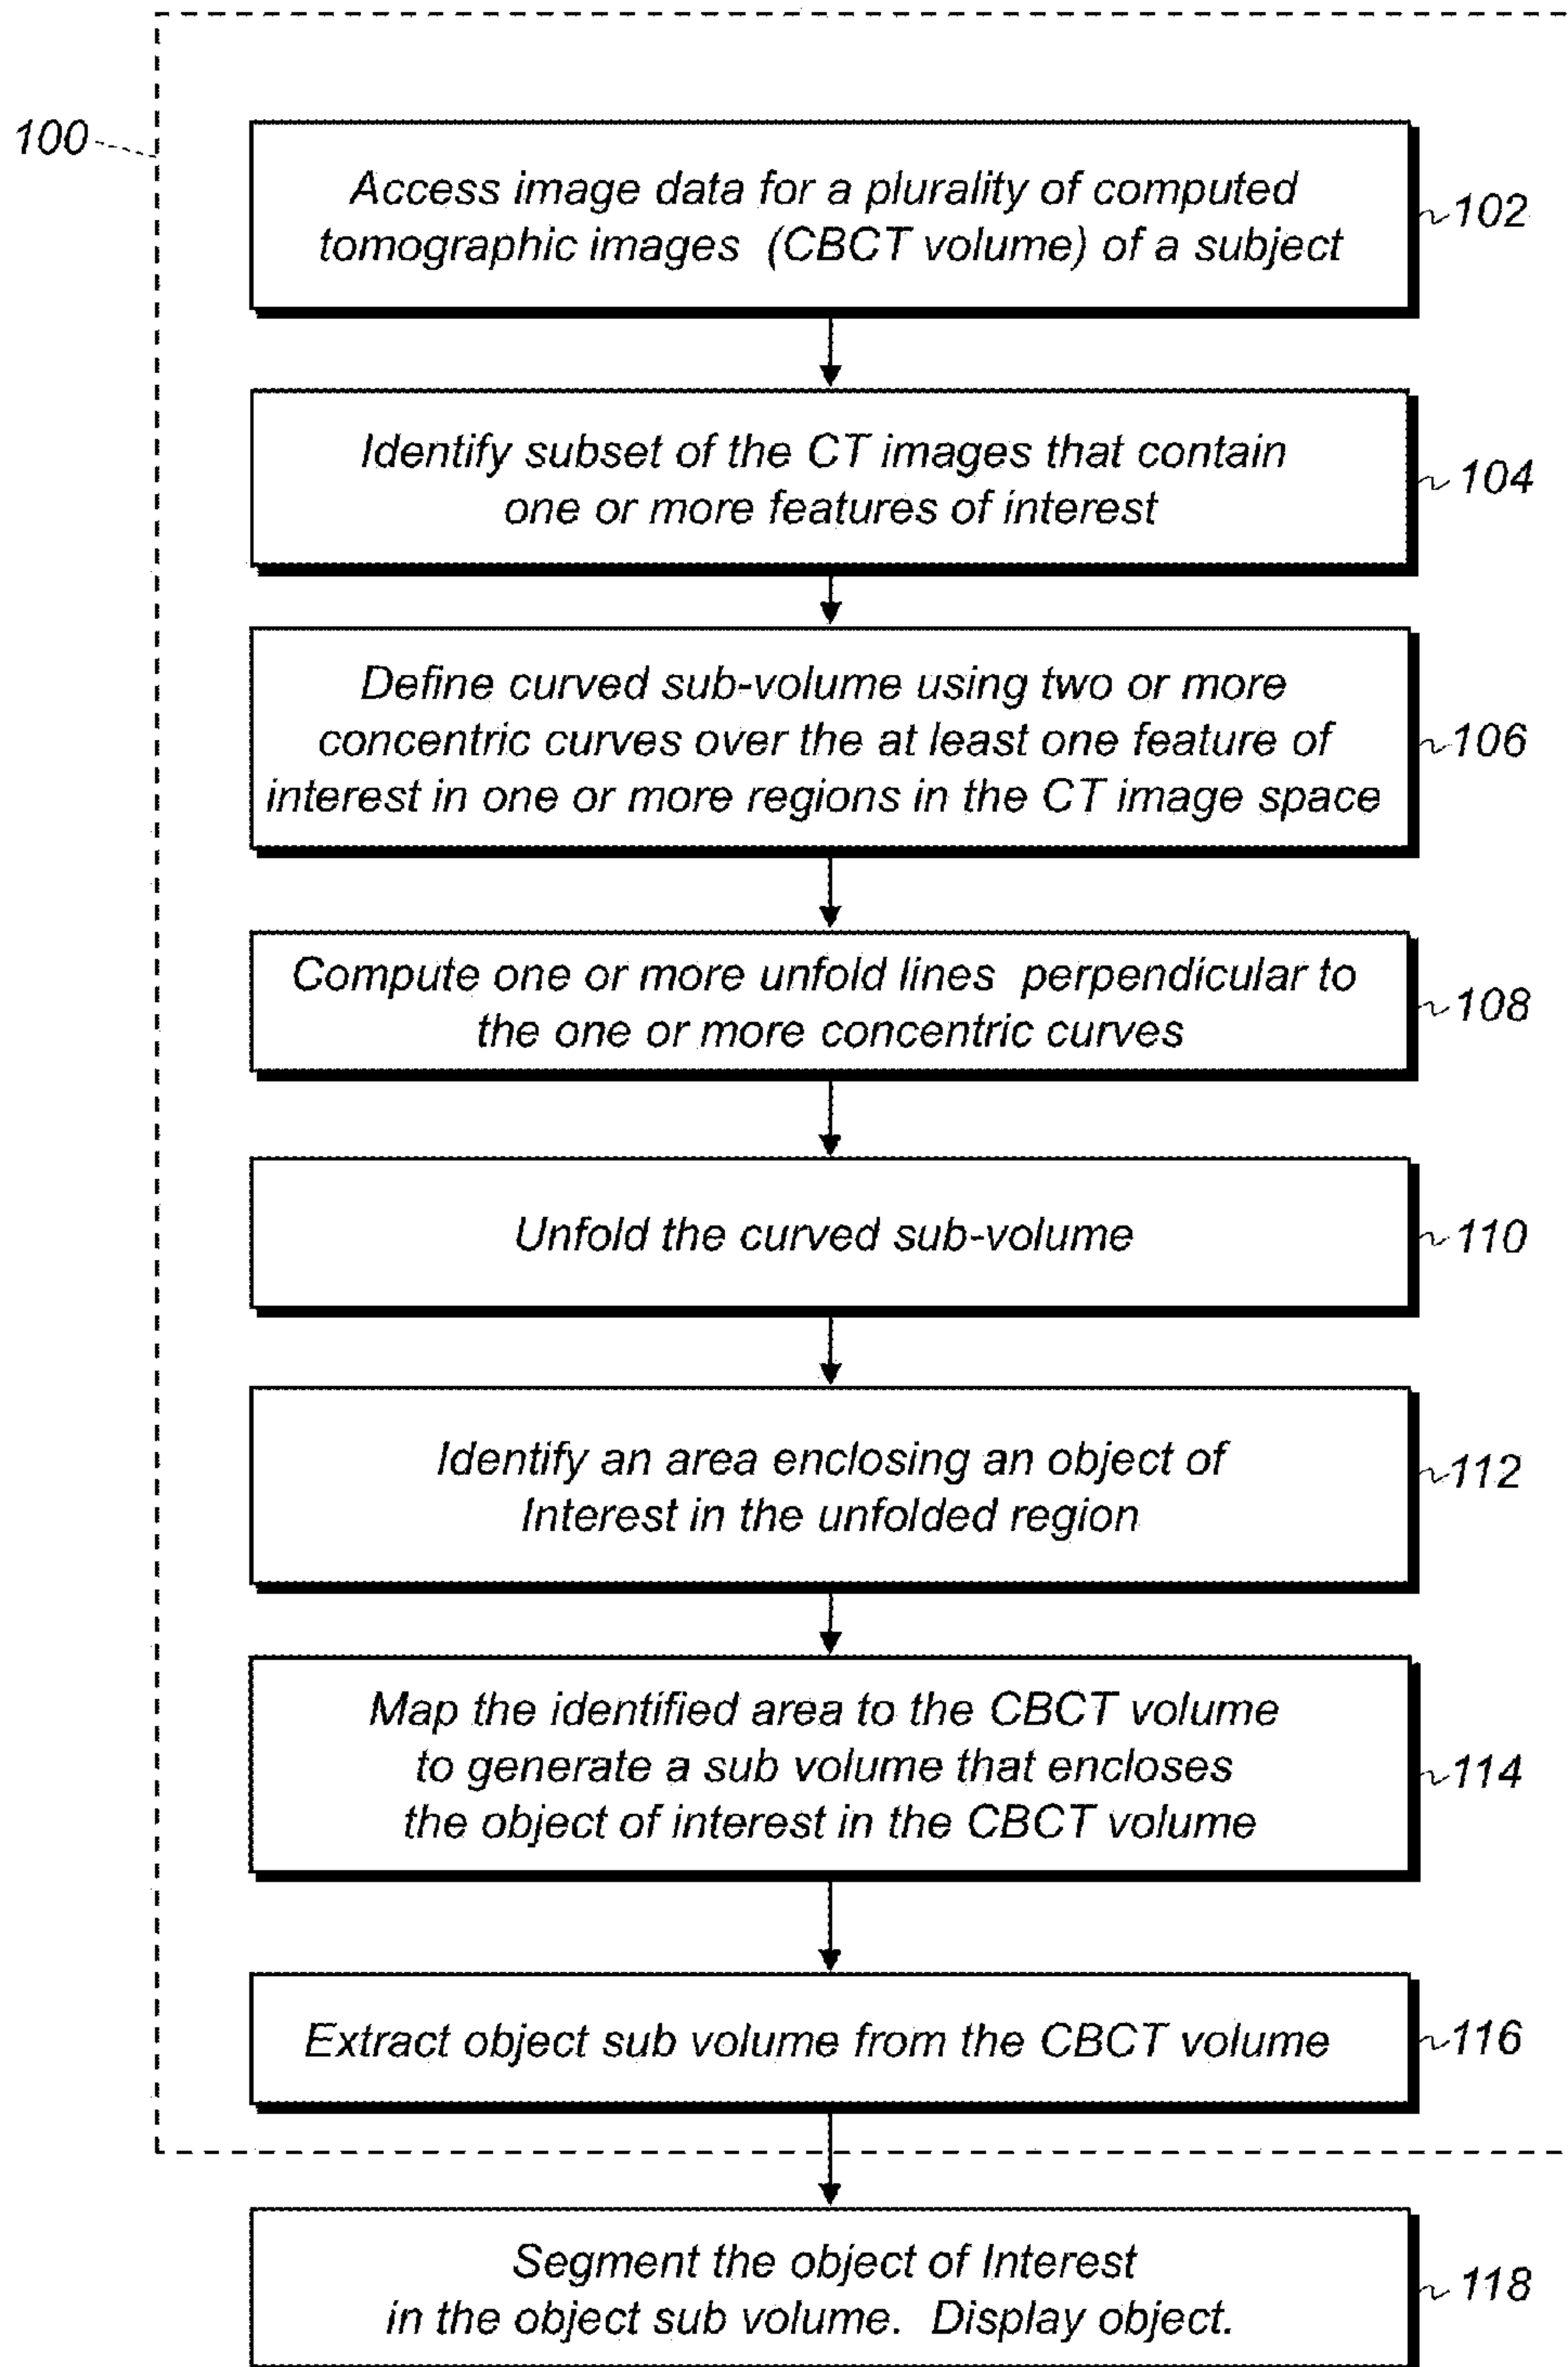 100
Access image data for a plurality of computed
tomographic images (CBCT volume) of a subject
102
Identify subset of the CT images that contain
one or more features of interest
104
Define curved sub-volume using two or more
concentric curves over the at least one feature of
interest in one or more regions in the CT image space
106
Compute one or more unfold lines perpendicular to
the one or more concentric curves
108
Unfold the curved sub-volume
110
Identify an area enclosing an object of
Interest in the unfolded region
112
Map the identified area to the CBCT volume
to generate a sub volume that encloses
the object of interest in the CBCT volume
114
Extract object sub volume from the CBCT volume
116
Segment the object of Interest
in the object sub volume. Display object.
118